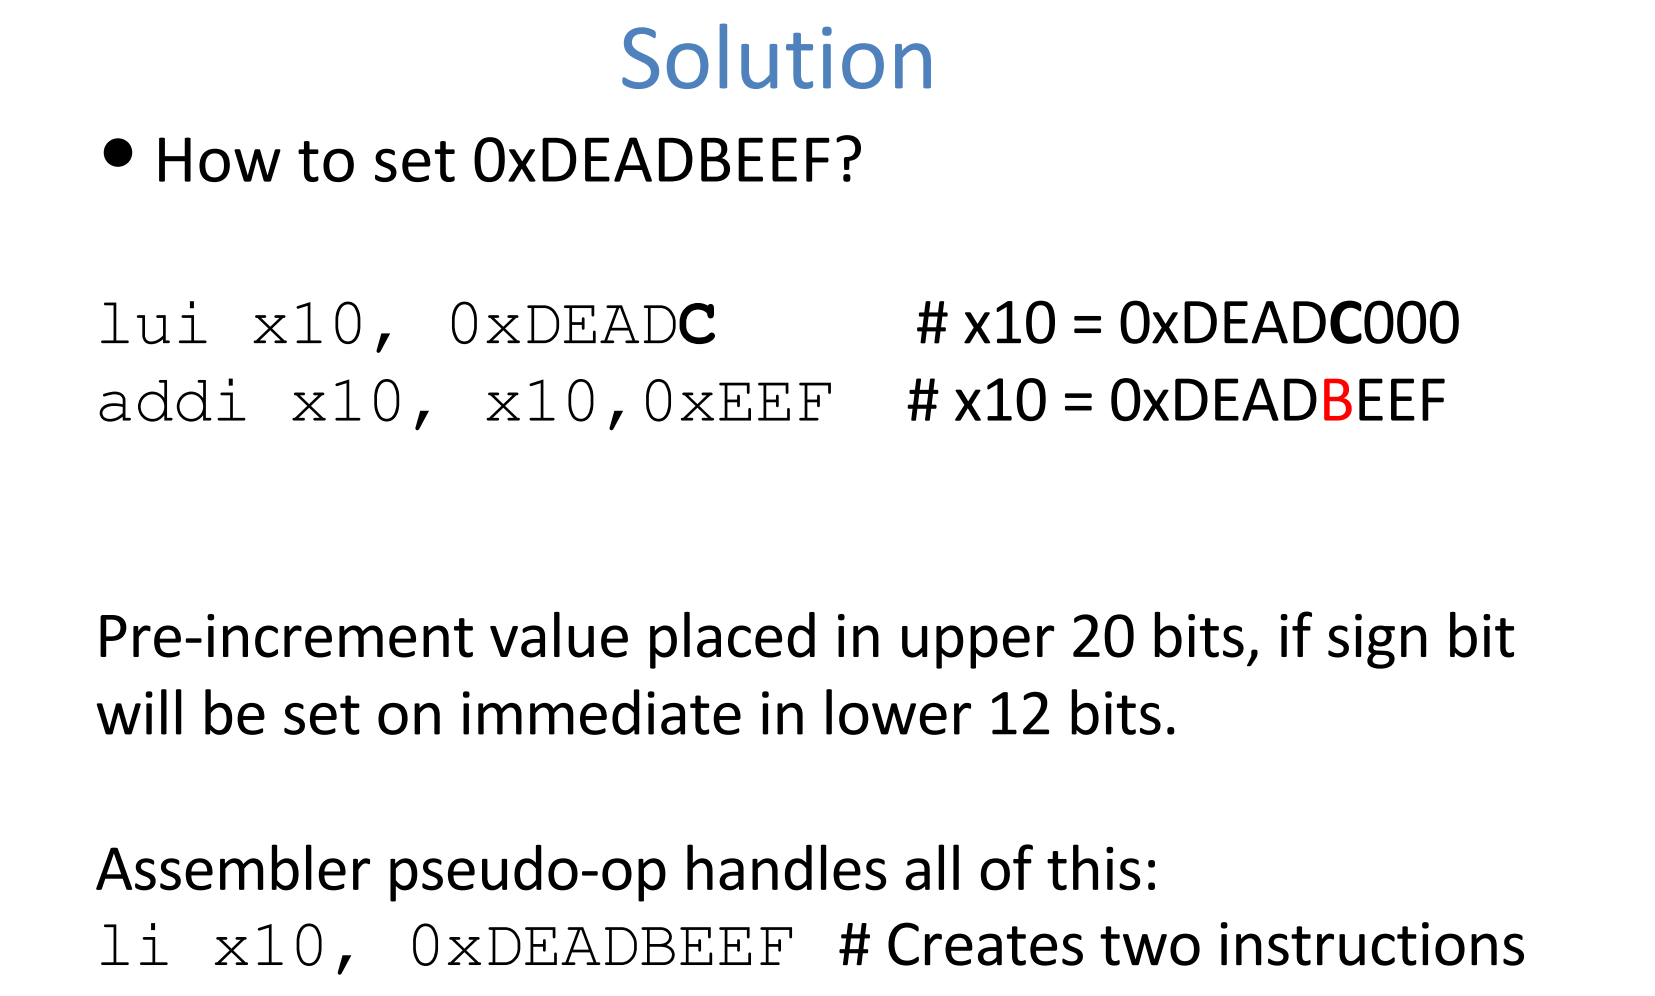 Solution
• How to set 0xDEADBEEF?
lui x10, 0xDEADC # x10 = 0xDEADC000
addi x10, x10,0xEEF # x10 = 0xDEADBEEF
Pre-increment value placed in upper 20 bits, if sign bit
will be set on immediate in lower 12 bits.
Assembler pseudo-op handles all of this:
li x10, 0xDEADBEEF # Creates two instructions